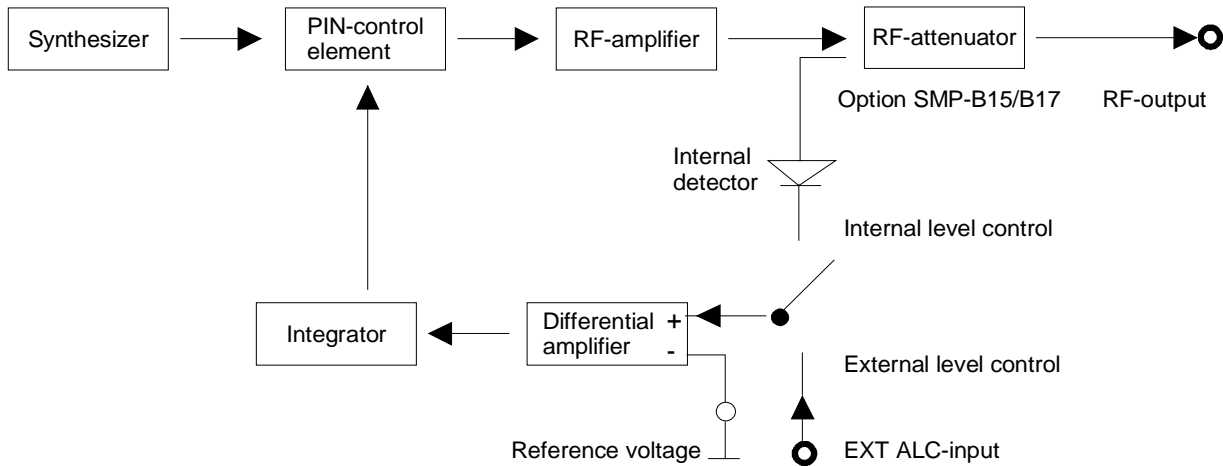 Synthesizer
PIN-control
element
RF-amplifier
RF-attenuator
Option SMP-B15/B17
RF-output
Internal
detector
Internal level control
Integrator
Differential
amplifier
+
-
External level control
Reference voltage
EXT ALC-input